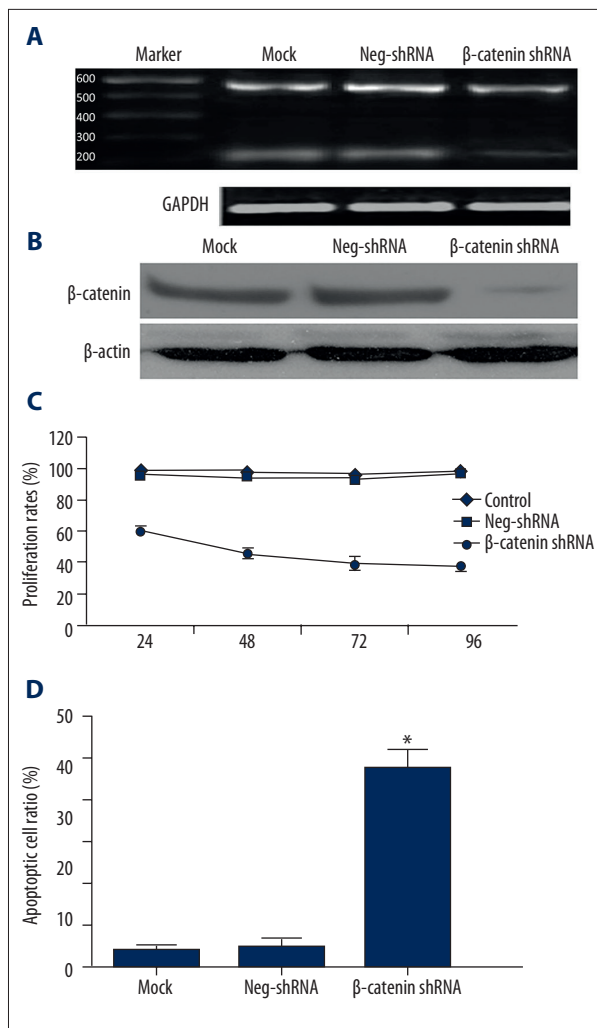 A
Marker Mock Neg-shRNA β-catenin shRNA
600
500
400
300
200
GAPDH
B
Mock Neg-shRNA β-catenin shRNA
β-catenin
β-actin
C
Proliferation rates (%)
120
100
80
60
40
20
0
24 48 72 96
Control
Neg-shRNA
β-catenin shRNA
D
Apoptoptic cell ratio (%)
50
40
30
20
10
0
*
Mock Neg-shRNA β-catenin shRNA